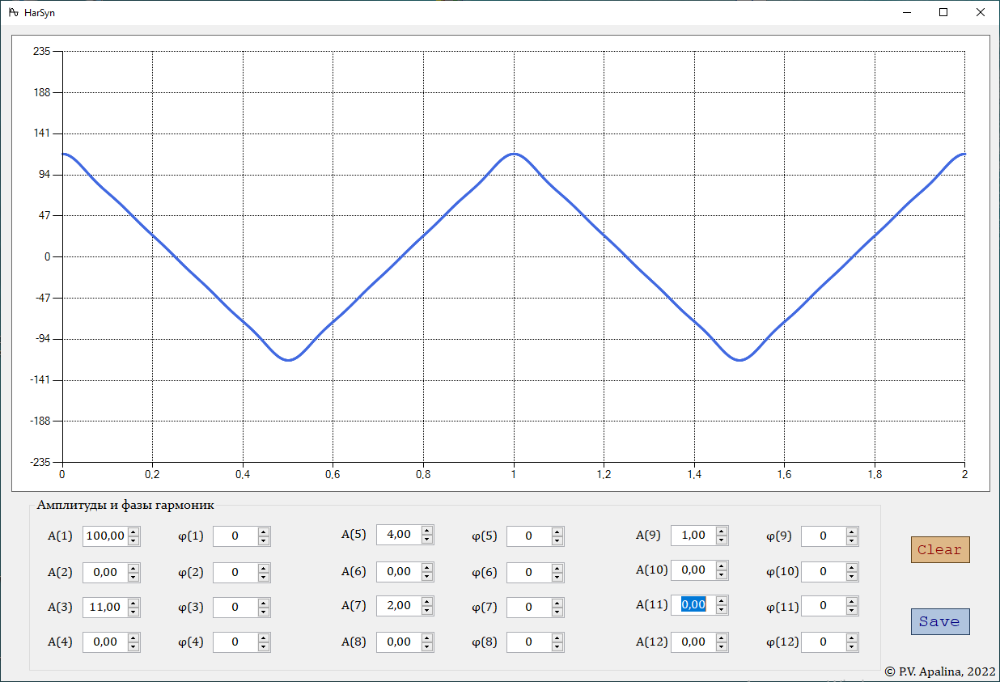 HarSyn
235
188
141
94
47
0
-47
-94
-141
-188
-235
0 0,2 0,4 0,6 0,8 1 1,2 1,4 1,6 1,8 2
Амплитуды и фазы гармоник
A(1) 100,00 φ(1) 0 A(5) 4,00 φ(5) 0 A(9) 1,00 φ(9) 0
Clear
A(2) 0,00 φ(2) 0 A(6) 0,00 φ(6) 0 A(10) 0,00 φ(10) 0
A(3) 11,00 φ(3) 0 A(7) 2,00 φ(7) 0 A(11) 0,00 φ(11) 0
Save
A(4) 0,00 φ(4) 0 A(8) 0,00 φ(8) 0 A(12) 0,00 φ(12) 0
© P.V. Apalina, 2022